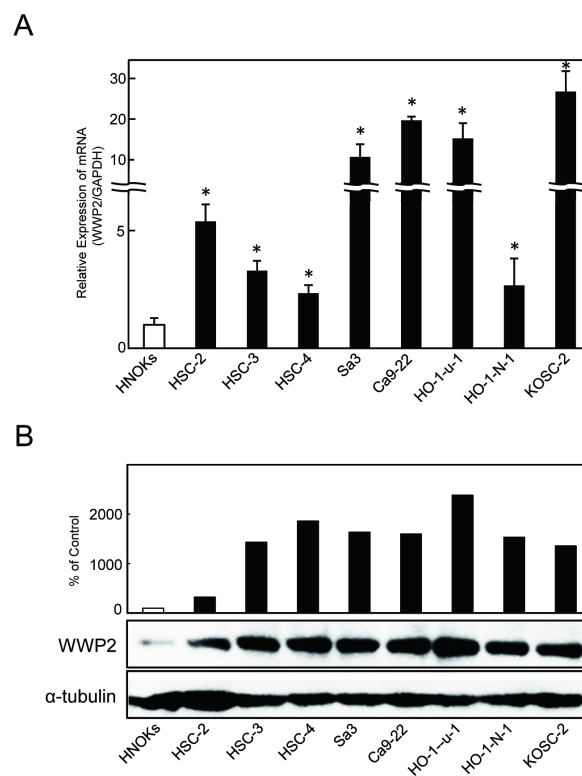 A
Relative Expression of mRNA
(WWP2/GAPDH)
30
20
10
5
0
* * * * * * * *
HNOKs HSC-2 HSC-3 HSC-4 Sa3 Ca9-22 HO-1-u-1 HO-1-N-1 KOSC-2
B
% of Control
2000
1000
0
WWP2
α-tubulin
HNOKs HSC-2 HSC-3 HSC-4 Sa3 Ca9-22 HO-1--u-1 HO-1-N-1 KOSC-2